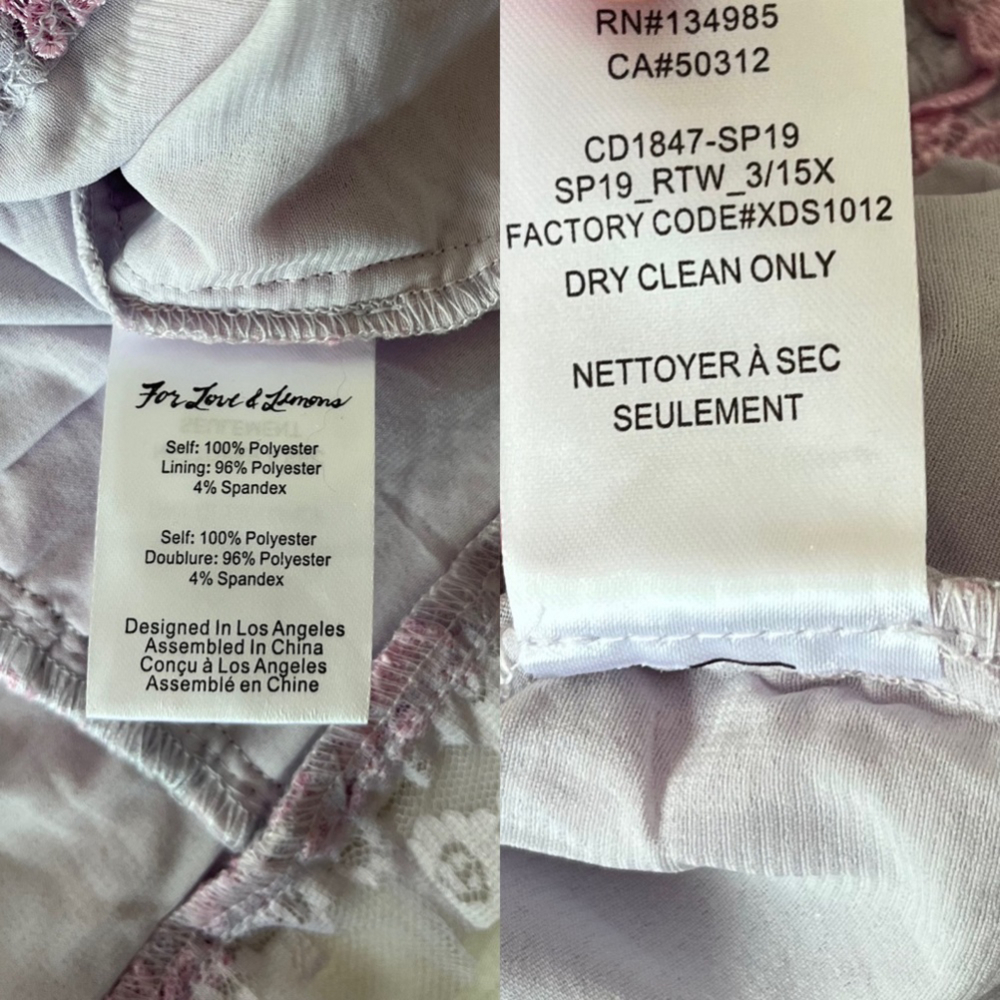 For Love & Lemons
Self: 100% Polyester
Lining: 96% Polyester
4% Spandex
Self: 100% Polyester
Doublure: 96% Polyester
4% Spandex
Designed In Los Angeles
Assembled In China
Conçu à Los Angeles
Assemblé en Chine
RN#134985
CA#50312
CD1847-SP19
SP19_RTW_3/15X
FACTORY CODE#XDS1012
DRY CLEAN ONLY
NETTOYER À SEC
SEULEMENT